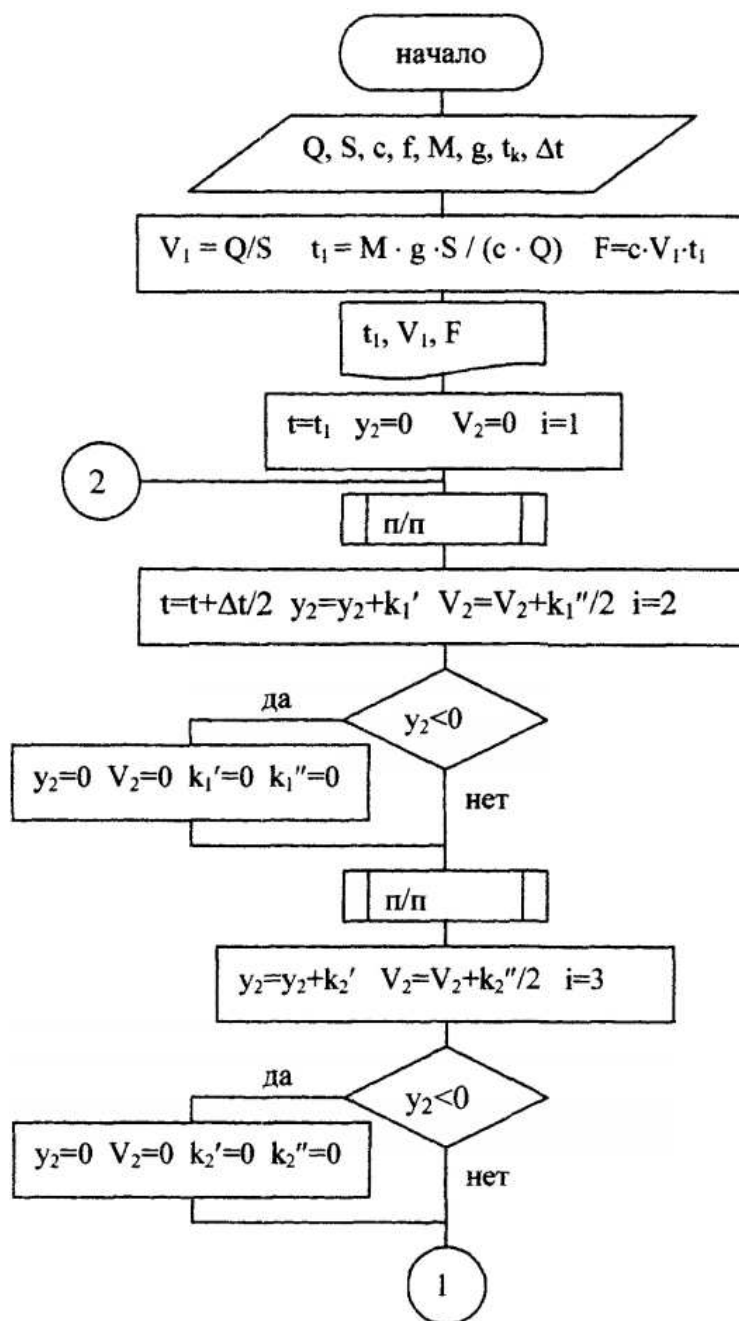 начало
Q, S, c, f, M, g, tₖ, Δt
V₁ = Q/S t₁ = M · g ·S / (c · Q) F=c·V₁·t₁
t₁, V₁, F
t=t₁ y₂=0 V₂=0 i=1
2
п/п
t=t+Δt/2 y₂=y₂+k₁′ V₂=V₂+k₁″/2 i=2
да
y₂<0
y₂=0 V₂=0 k₁′=0 k₁″=0
нет
п/п
y₂=y₂+k₂′ V₂=V₂+k₂″/2 i=3
да
y₂<0
y₂=0 V₂=0 k₂′=0 k₂″=0
нет
1